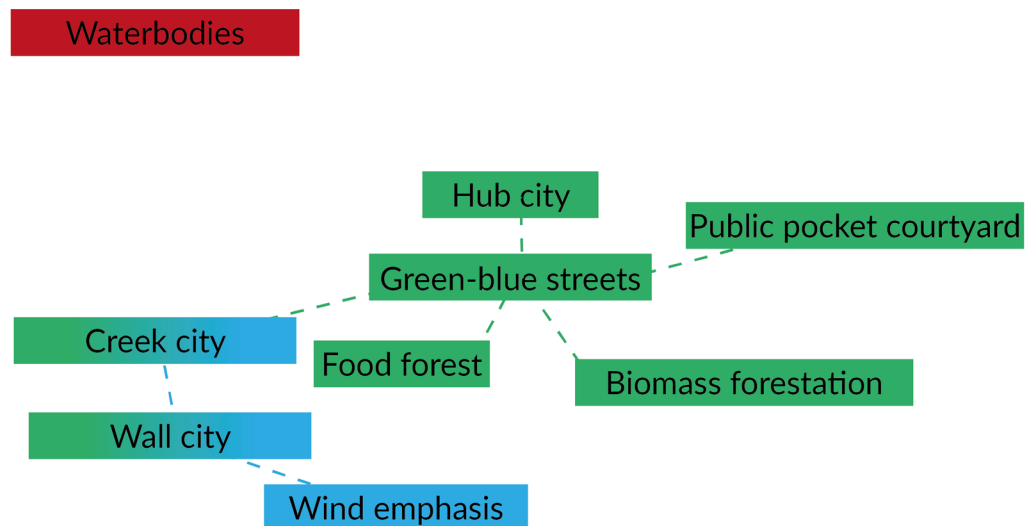 Waterbodies
Hub city
Public pocket courtyard
Green-blue streets
Creek city
Food forest
Biomass forestation
Wall city
Wind emphasis